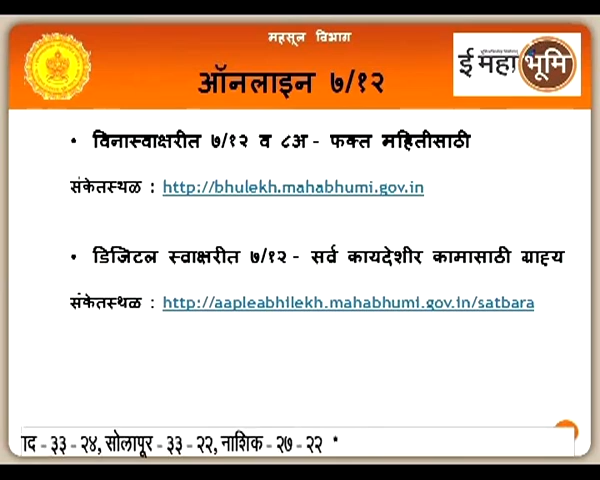 महसूल विभाग
ऑनलाइन ७/१२
ई महा भूमि
• विनास्वाक्षरीत ७/१२ व ८अ - फक्त माहितीसाठी
संकेतस्थळ : http://bhulekh.mahabhumi.gov.in
• डिजिटल स्वाक्षरीत ७/१२ - सर्व कायदेशीर कामासाठी ग्राह्य
संकेतस्थळ : http://aapleabhilekh.mahabhumi.gov.in/satbara
ाद - ३३ - २४, सोलापूर - ३३ - २२, नाशिक - २७ - २२ *